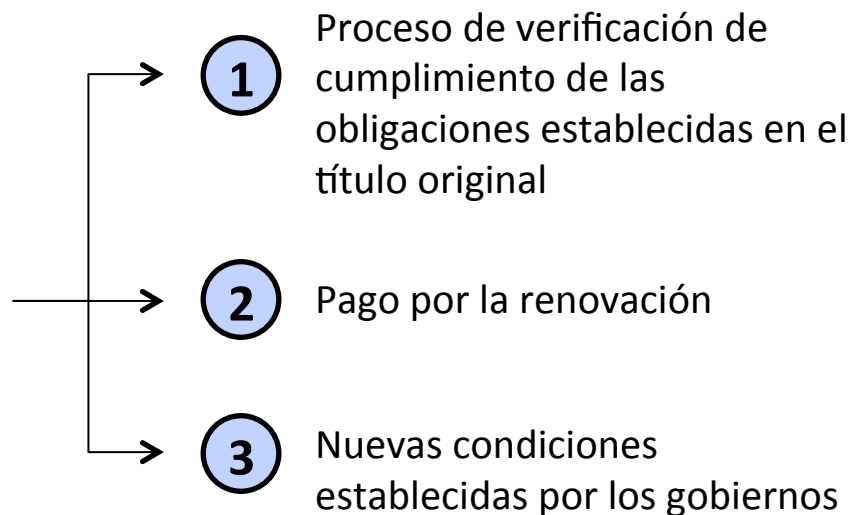 1
Proceso de verificación de
cumplimiento de las
obligaciones establecidas en el
título original
2
Pago por la renovación
3
Nuevas condiciones
establecidas por los gobiernos